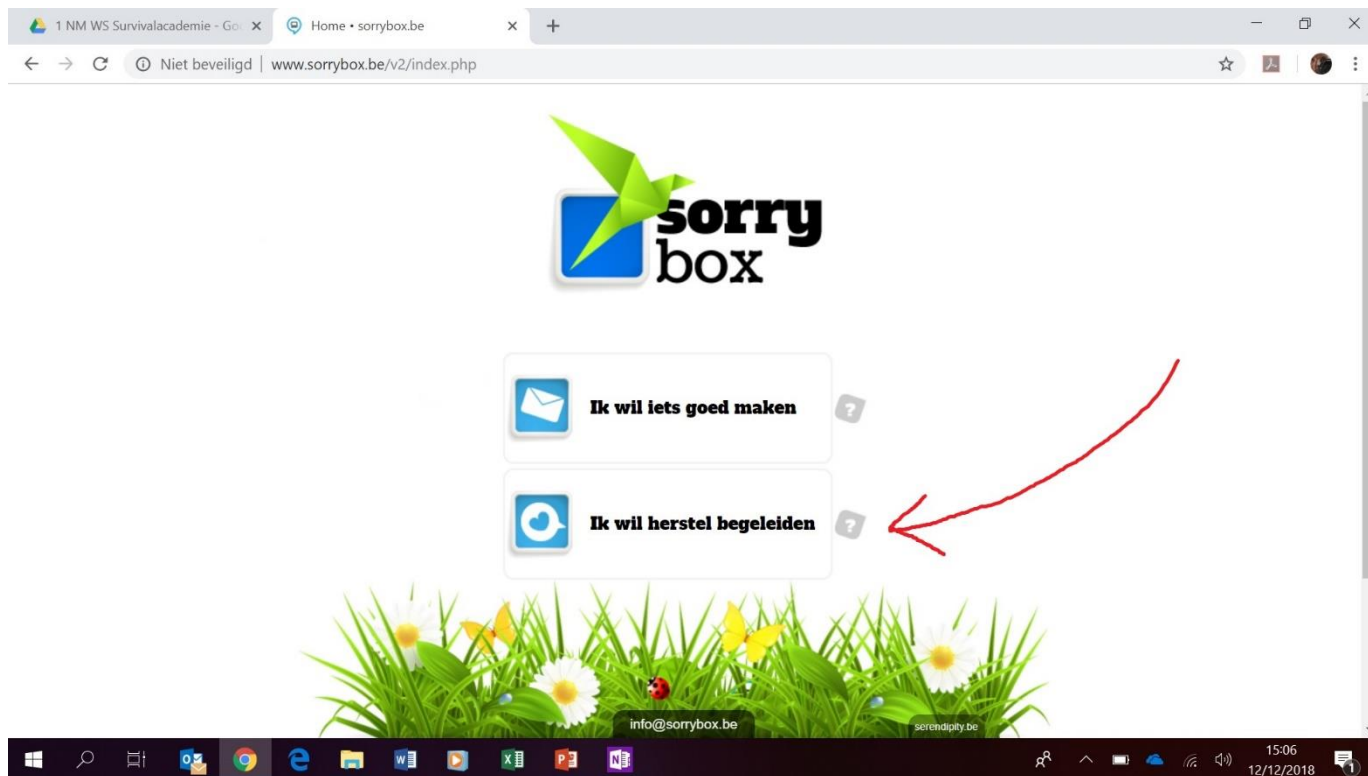 1 NM WS Survivalacademie - Go
Home • sorrybox.be
Niet beveiligd | www.sorrybox.be/v2/index.php
sorry
box
Ik wil iets goed maken
?
Ik wil herstel begeleiden
?
info@sorrybox.be
serendipity.be
15:06
12/12/2018
1